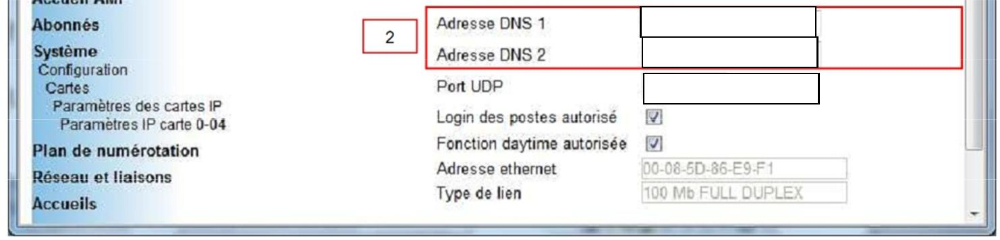 Accueil AMP
Abonnés
Système
Configuration
Cartes
Paramètres des cartes IP
Paramètres IP carte 0-04
Plan de numérotation
Réseau et liaisons
Accueils
2
Adresse DNS 1
Adresse DNS 2
Port UDP
Login des postes autorisé
Fonction daytime autorisée
Adresse ethernet 00-08-5D-86-E9-F1
Type de lien 100 Mb FULL DUPLEX